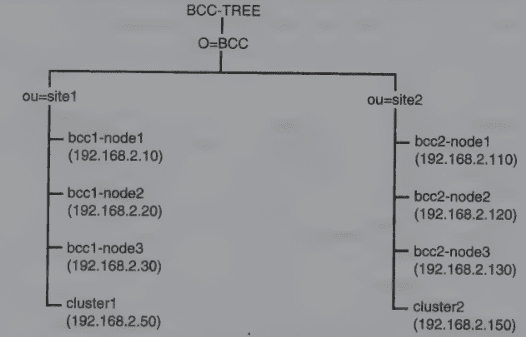 BCC-TREE
O=BCC
ou=site1
bcc1-node1
(192.168.2.10)
bcc1-node2
(192.168.2.20)
bcc1-node3
(192.168.2.30)
cluster1
(192.168.2.50)
ou=site2
bcc2-node1
(192.168.2.110)
bcc2-node2
(192.168.2.120)
bcc2-node3
(192.168.2.130)
cluster2
(192.168.2.150)